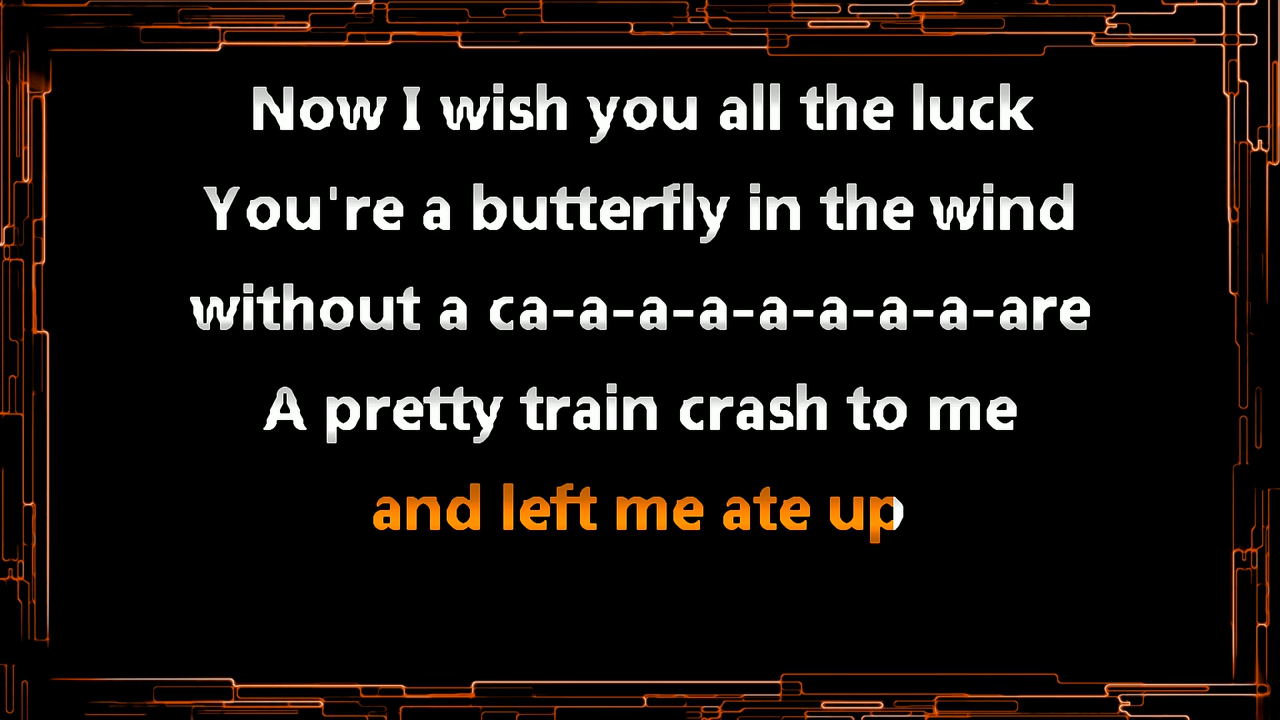 Now I wish you all the luck
You're a butterfly in the wind
without a ca-a-a-a-a-a-a-a-are
A pretty train crash to me
and left me ate up